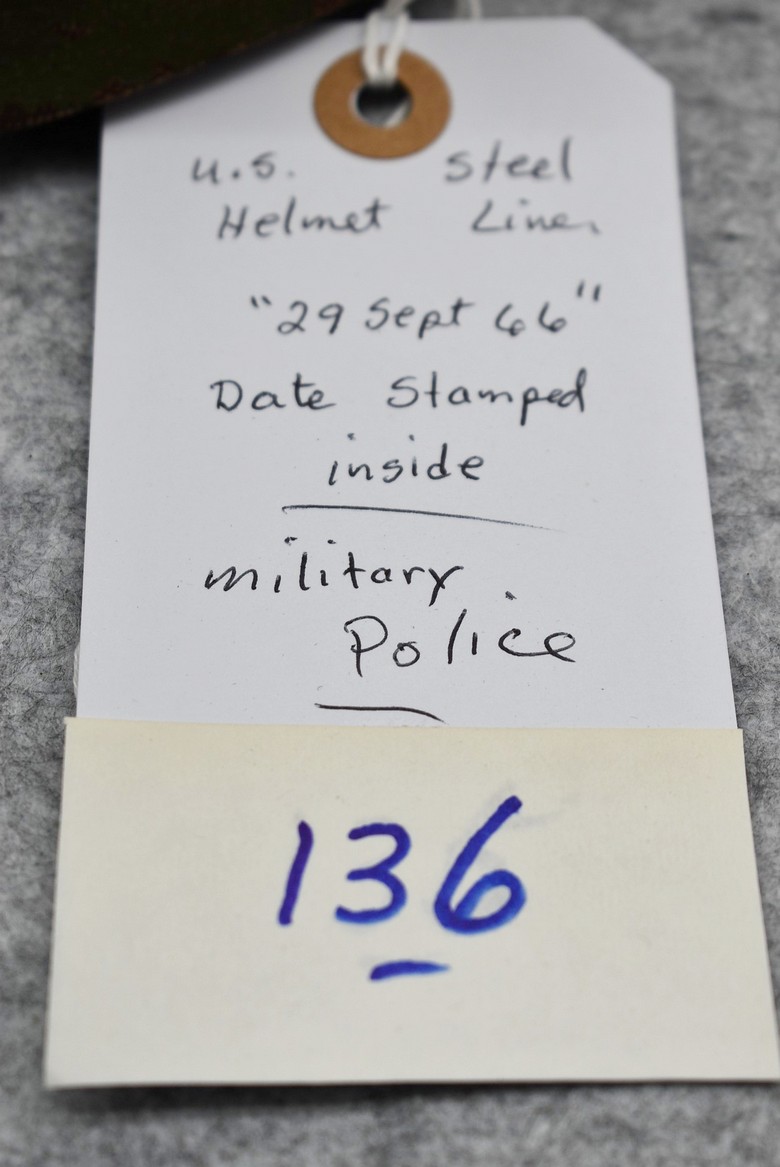 U.S. Steel
Helmet Liner
"29 Sept 66"
Date Stamped
inside
military
Police
136